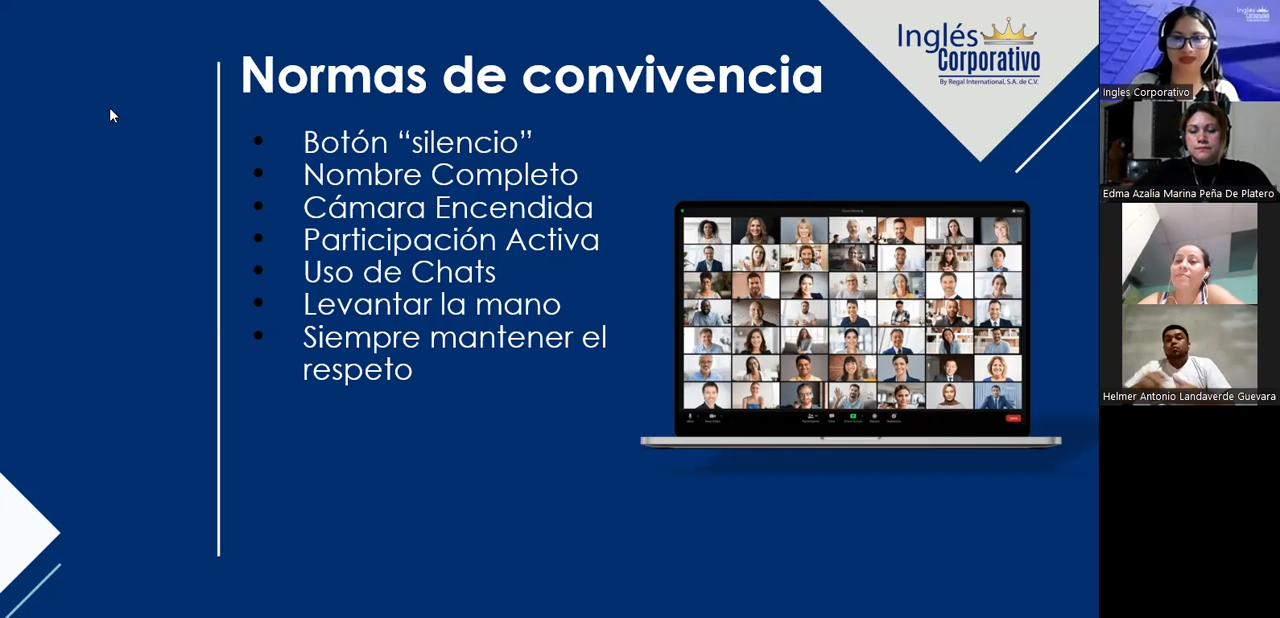 Normas de convivencia
Botón “silencio”
Nombre Completo
Cámara Encendida
Participación Activa
Uso de Chats
Levantar la mano
Siempre mantener el
respeto
Inglés
Corporativo
By Regal International, S.A. de C.V.
Inglés
Corporativo
Ingles Corporativo
Edma Azalia Marina Peña De Platero
Helmer Antonio Landaverde Guevara